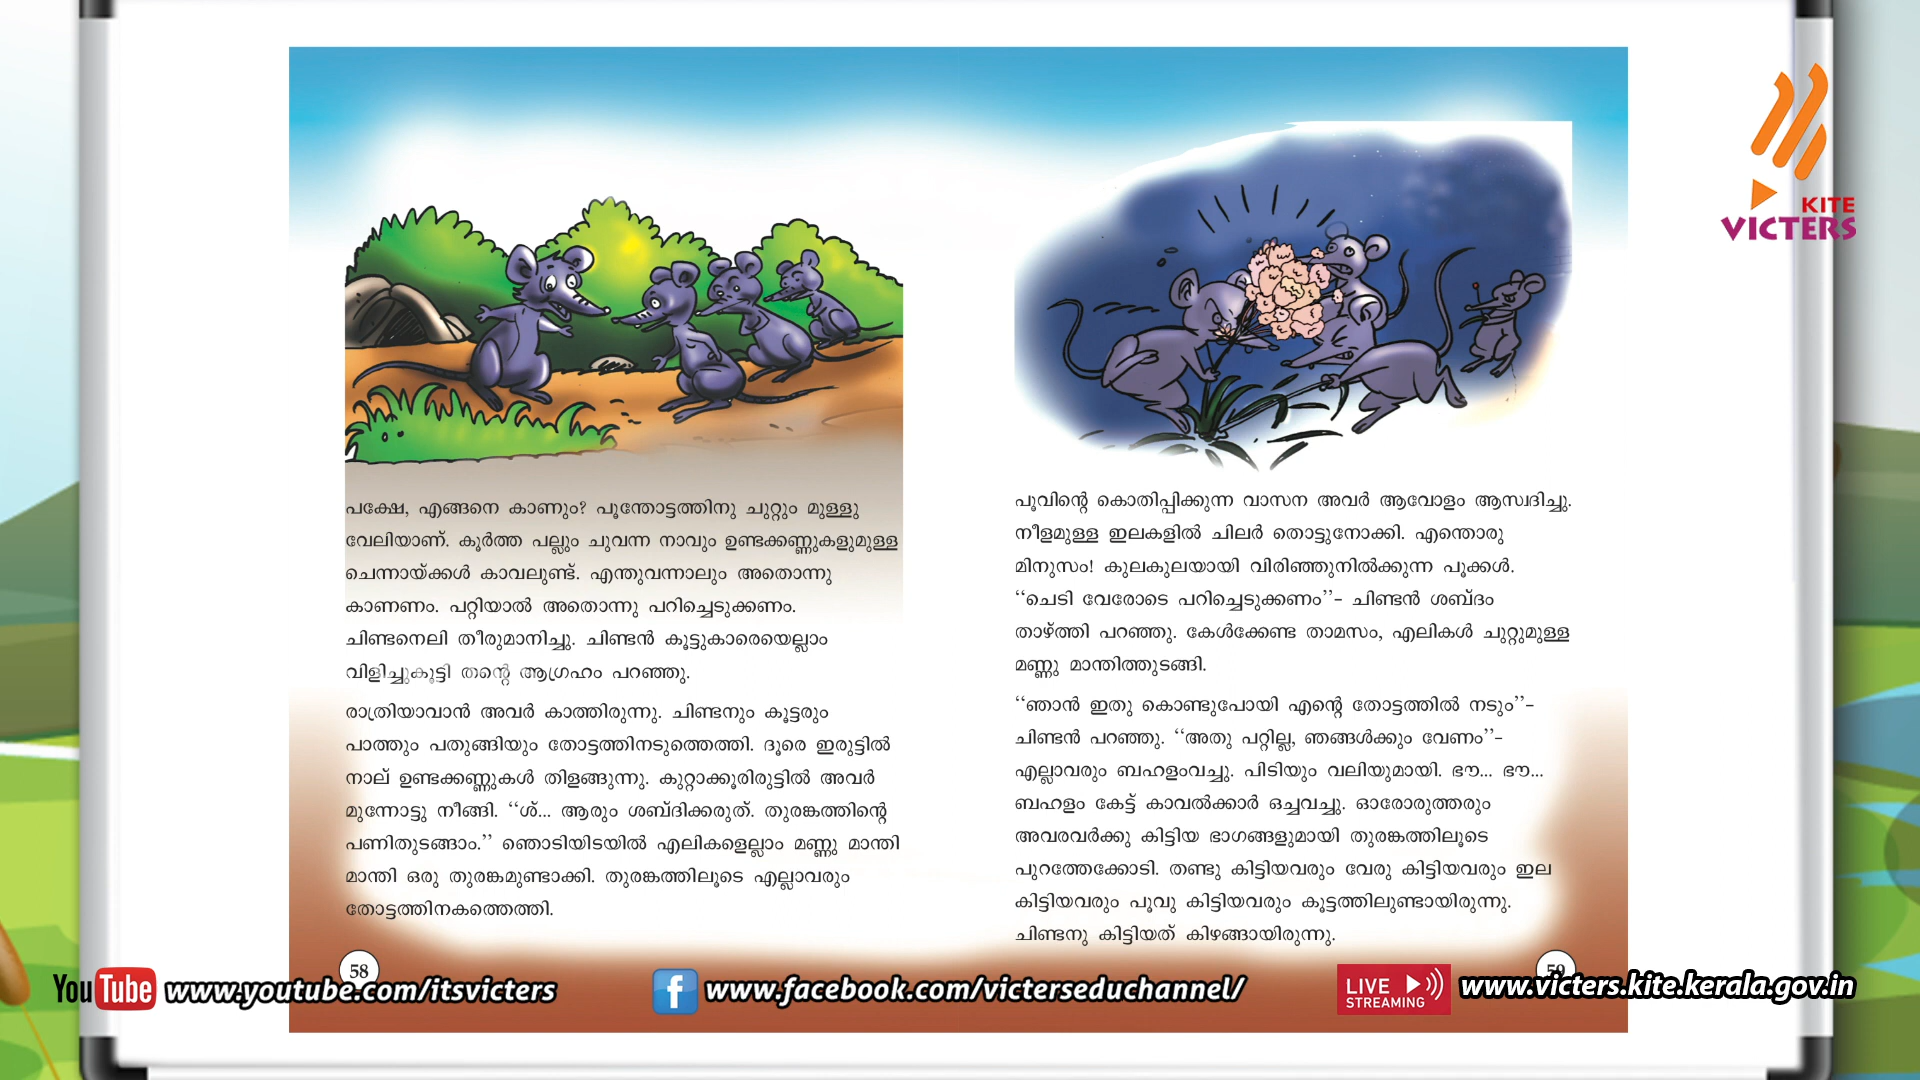 പക്ഷേ, എങ്ങനെ കാണും? പൂന്തോട്ടത്തിനു ചുറ്റും മുള്ളു
വേലിയാണ്. കൂർത്ത പല്ലും ചുവന്ന നാവും ഉണ്ടക്കണ്ണുകളുമുള്ള
ചെന്നായ്ക്കൾ കാവലുണ്ട്. എന്തുവന്നാലും അതൊന്നു
കാണണം. പറ്റിയാൽ അതൊന്നു പറിച്ചെടുക്കണം.
ചിണ്ടനെലി തീരുമാനിച്ചു. ചിണ്ടൻ കൂട്ടുകാരെയെല്ലാം
വിളിച്ചുകൂട്ടി തന്റെ ആഗ്രഹം പറഞ്ഞു.
രാത്രിയാവാൻ അവർ കാത്തിരുന്നു. ചിണ്ടനും കൂട്ടരും
പാത്തും പതുങ്ങിയും തോട്ടത്തിനടുത്തെത്തി. ദൂരെ ഇരുട്ടിൽ
നാല് ഉണ്ടക്കണ്ണുകൾ തിളങ്ങുന്നു. കുറ്റാക്കൂരിരുട്ടിൽ അവർ
മുന്നോട്ടു നീങ്ങി. ‘‘ശ്... ആരും ശബ്ദിക്കരുത്. തുരങ്കത്തിന്റെ
പണിതുടങ്ങാം.’’ ഞൊടിയിടയിൽ എലികളെല്ലാം മണ്ണു മാന്തി
മാന്തി ഒരു തുരങ്കമുണ്ടാക്കി. തുരങ്കത്തിലൂടെ എല്ലാവരും
തോട്ടത്തിനകത്തെത്തി.
58
പൂവിന്റെ കൊതിപ്പിക്കുന്ന വാസന അവർ ആവോളം ആസ്വദിച്ചു.
നീളമുള്ള ഇലകളിൽ ചിലർ തൊട്ടുനോക്കി. എന്തൊരു
മിനുസം! കുലകുലയായി വിരിഞ്ഞുനിൽക്കുന്ന പൂക്കൾ.
‘‘ചെടി വേരോടെ പറിച്ചെടുക്കണം’’– ചിണ്ടൻ ശബ്ദം
താഴ്ത്തി പറഞ്ഞു. കേൾക്കേണ്ട താമസം, എലികൾ ചുറ്റുമുള്ള
മണ്ണു മാന്തിത്തുടങ്ങി.
‘‘ഞാൻ ഇതു കൊണ്ടുപോയി എന്റെ തോട്ടത്തിൽ നടും’’–
ചിണ്ടൻ പറഞ്ഞു. ‘‘അതു പറ്റില്ല, ഞങ്ങൾക്കും വേണം’’–
എല്ലാവരും ബഹളംവച്ചു. പിടിയും വലിയുമായി. ഭൗ... ഭൗ...
ബഹളം കേട്ട് കാവൽക്കാർ ഒച്ചവച്ചു. ഓരോരുത്തരും
അവരവർക്കു കിട്ടിയ ഭാഗങ്ങളുമായി തുരങ്കത്തിലൂടെ
പുറത്തേക്കോടി. തണ്ടു കിട്ടിയവരും വേരു കിട്ടിയവരും ഇല
കിട്ടിയവരും പൂവു കിട്ടിയവരും കൂട്ടത്തിലുണ്ടായിരുന്നു.
ചിണ്ടനു കിട്ടിയത് കിഴങ്ങായിരുന്നു.
KITE
VICTERS
You Tube www.youtube.com/itsvicters
f www.facebook.com/victerseduchannel/
LIVE STREAMING www.victers.kite.kerala.gov.in